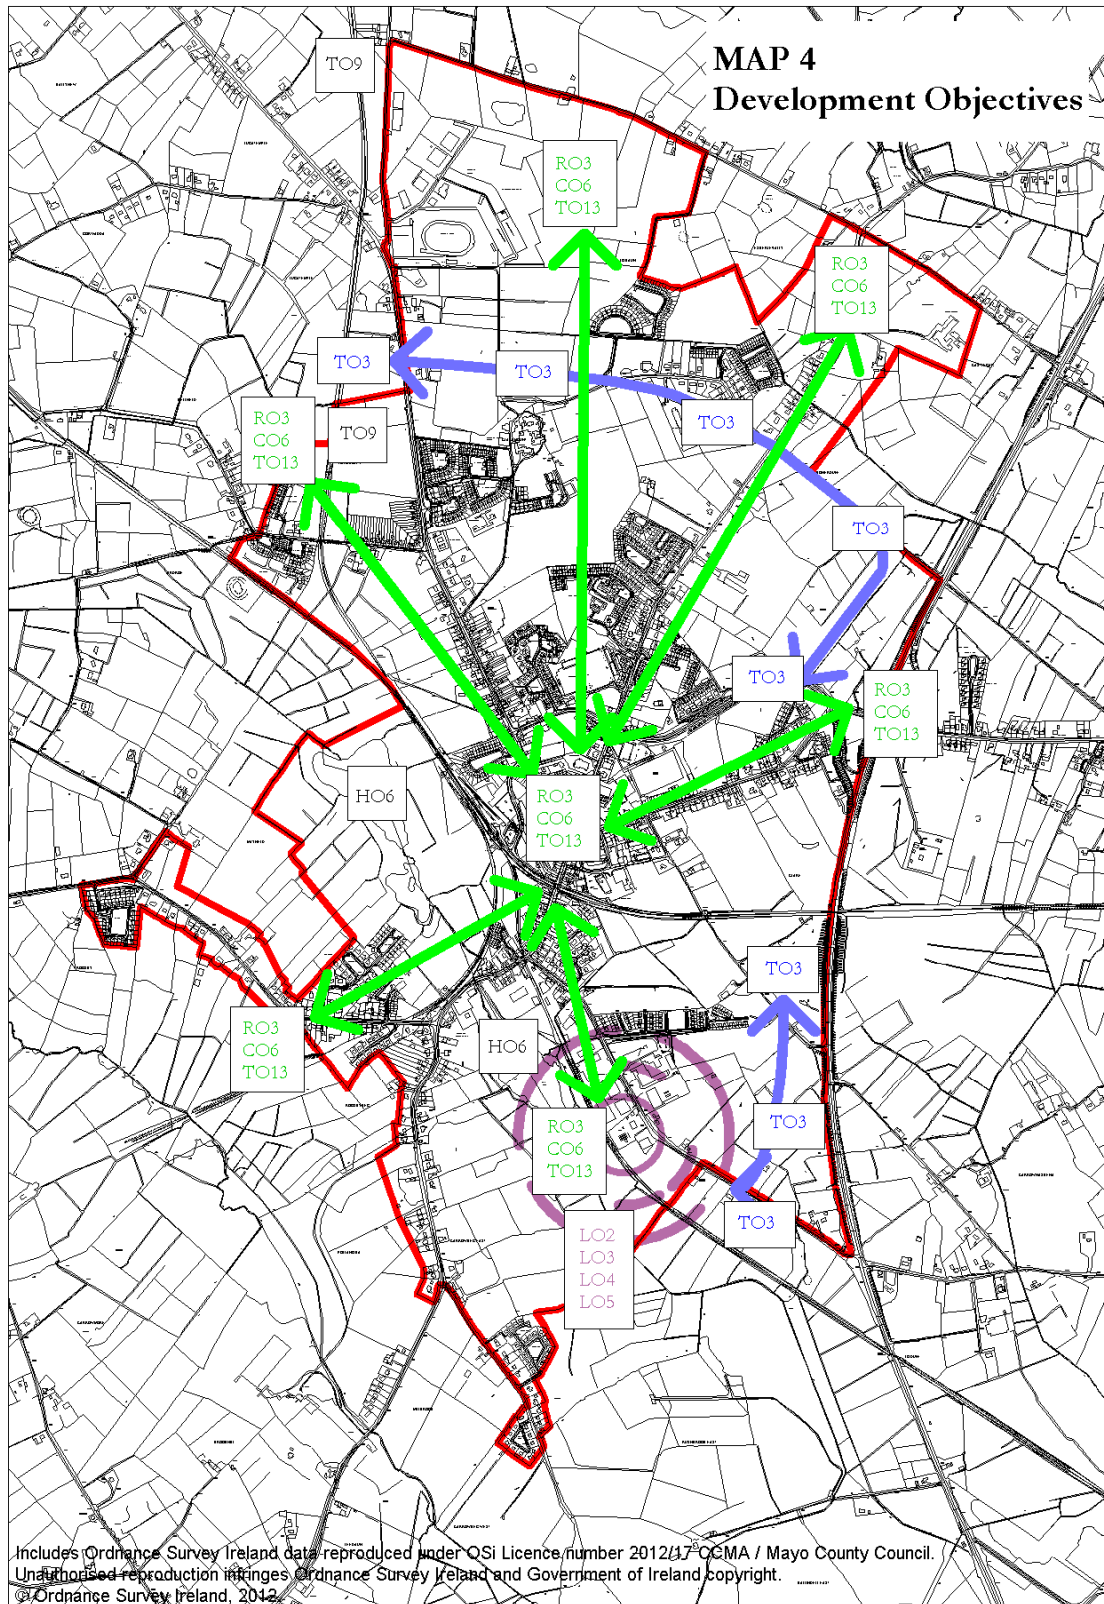 MAP 4
Development Objectives
TO9
RO3
CO6
TO13
RO3
CO6
TO13
TO3
TO3
TO3
RO3
CO6
TO13
TO9
TO3
TO3
RO3
CO6
TO13
HO6
RO3
CO6
TO13
TO3
RO3
CO6
TO13
HO6
TO3
RO3
CO6
TO13
TO3
LO2
LO3
LO4
LO5
Includes Ordnance Survey Ireland data reproduced under OSi Licence number 2012/17 CCMA / Mayo County Council.
Unauthorised reproduction infringes Ordnance Survey Ireland and Government of Ireland copyright.
© Ordnance Survey Ireland, 2012.